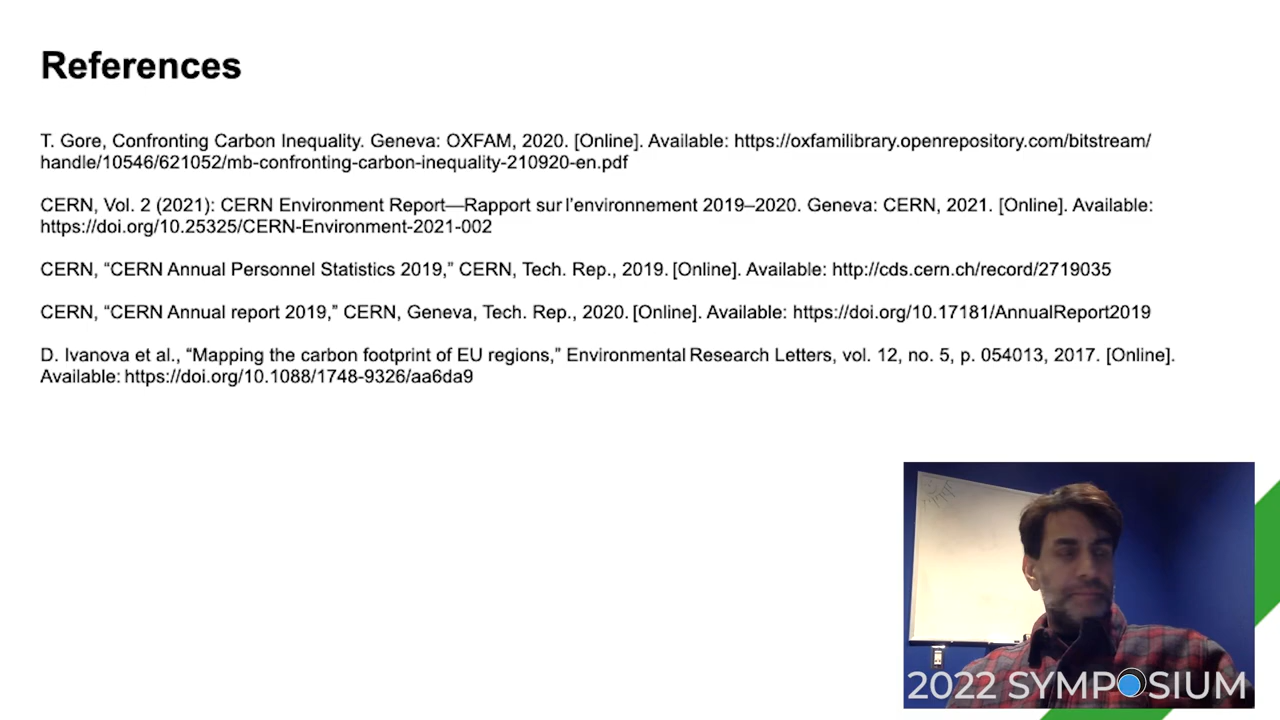 References
T. Gore, Confronting Carbon Inequality. Geneva: OXFAM, 2020. [Online]. Available: https://oxfamilibrary.openrepository.com/bitstream/
handle/10546/621052/mb-confronting-carbon-inequality-210920-en.pdf
CERN, Vol. 2 (2021): CERN Environment Report—Rapport sur l’environnement 2019–2020. Geneva: CERN, 2021. [Online]. Available:
https://doi.org/10.25325/CERN-Environment-2021-002
CERN, “CERN Annual Personnel Statistics 2019,” CERN, Tech. Rep., 2019. [Online]. Available: http://cds.cern.ch/record/2719035
CERN, “CERN Annual report 2019,” CERN, Geneva, Tech. Rep., 2020. [Online]. Available: https://doi.org/10.17181/AnnualReport2019
D. Ivanova et al., “Mapping the carbon footprint of EU regions,” Environmental Research Letters, vol. 12, no. 5, p. 054013, 2017. [Online].
Available: https://doi.org/10.1088/1748-9326/aa6da9
2022 SYMPOSIUM